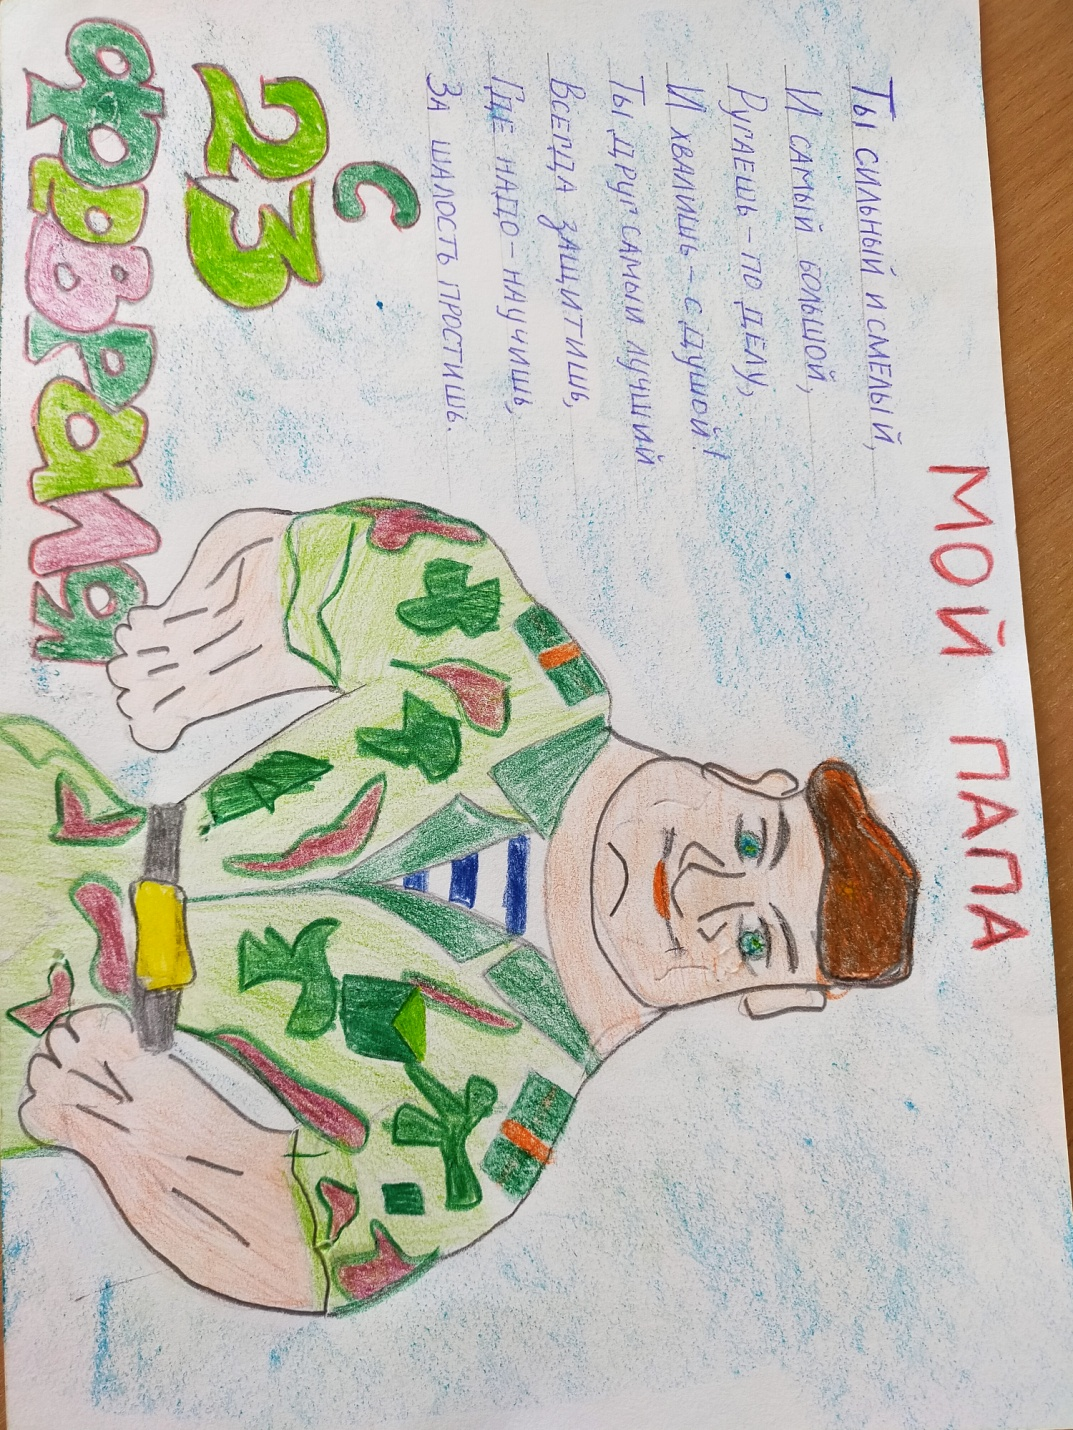 МОЙ ПАПА
Ты сильный и смелый,
И самый большой,
Ругаешь - по делу,
И хвалишь - с душой!
Ты друг самый лучший
Всегда защитишь,
Где надо - научишь,
За шалость простишь.
С
23
ФЕВРАЛЯ